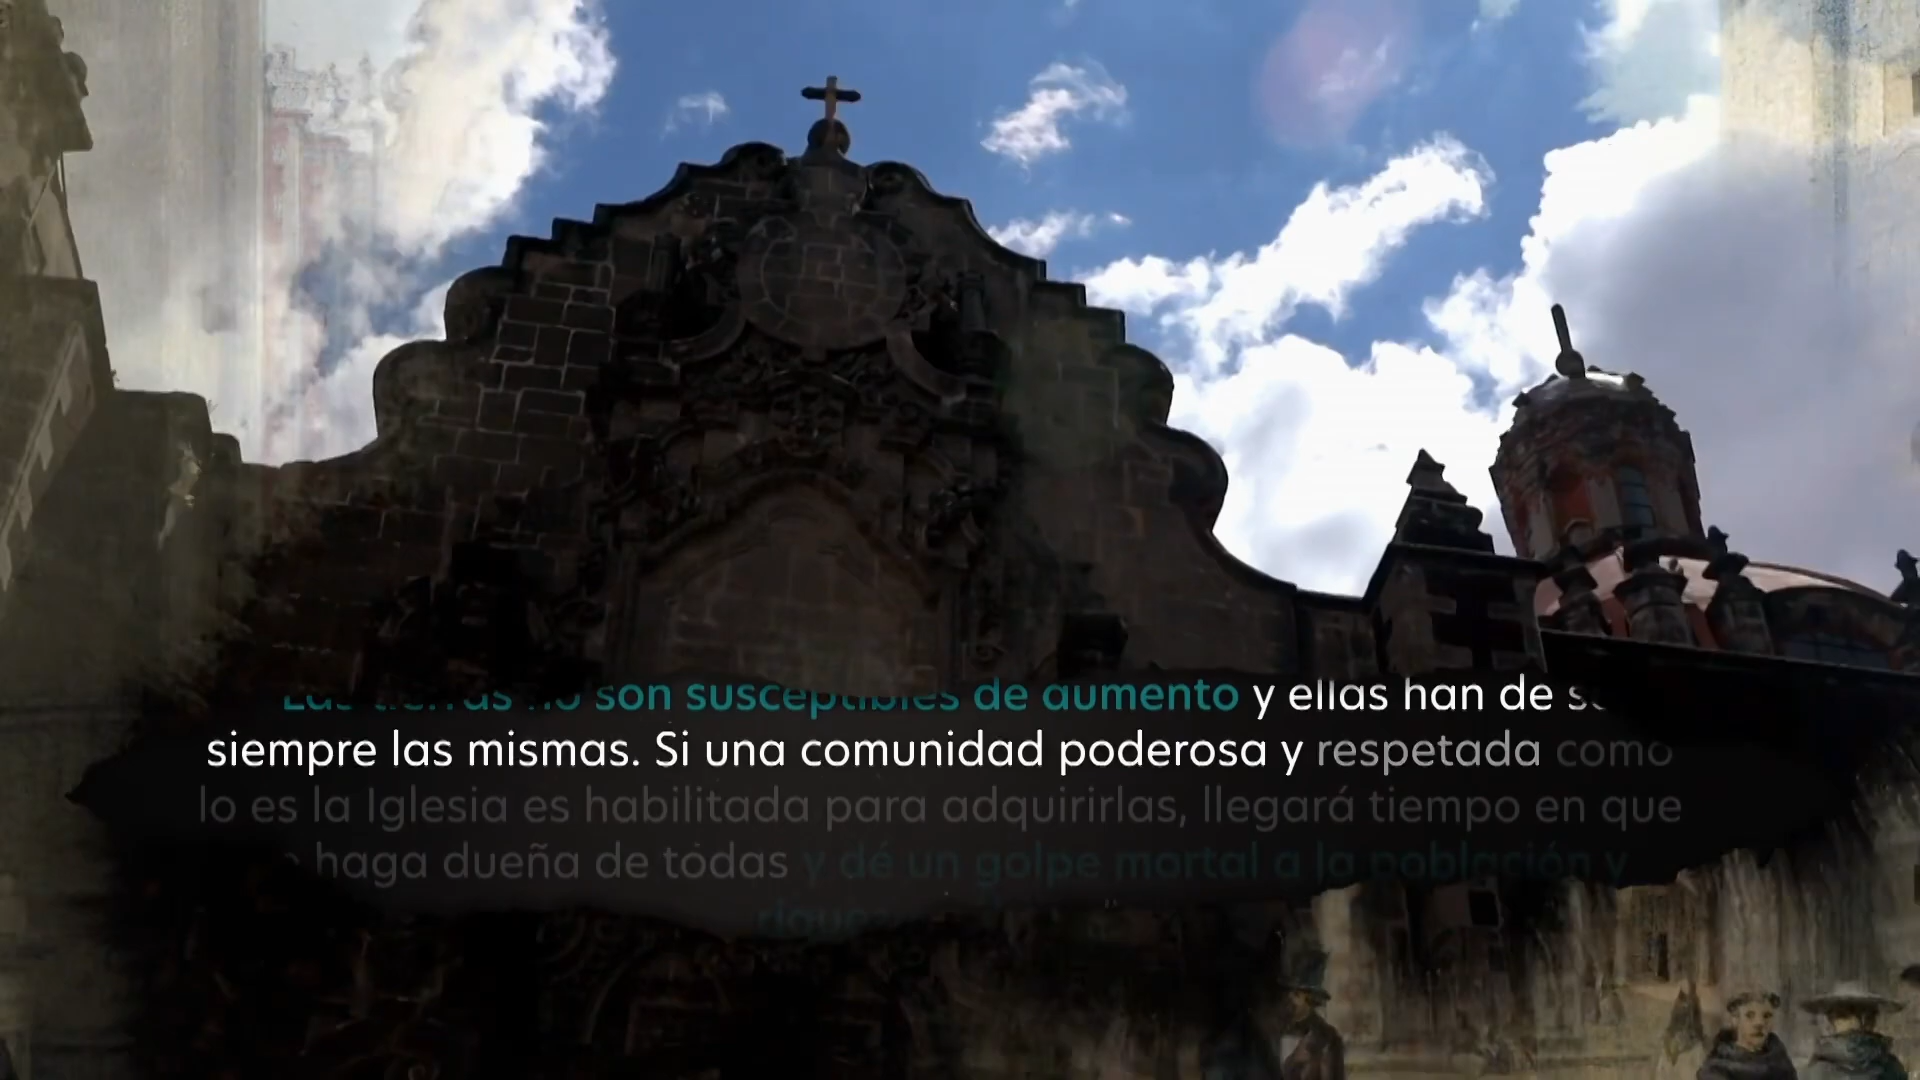 Las tierras no son susceptibles de aumento y ellas han de
siempre las mismas. Si una comunidad poderosa y respetada como
lo es la Iglesia es habilitada para adquirirlas, llegará tiempo en que
haga dueña de todas y dé un golpe mortal a la población y